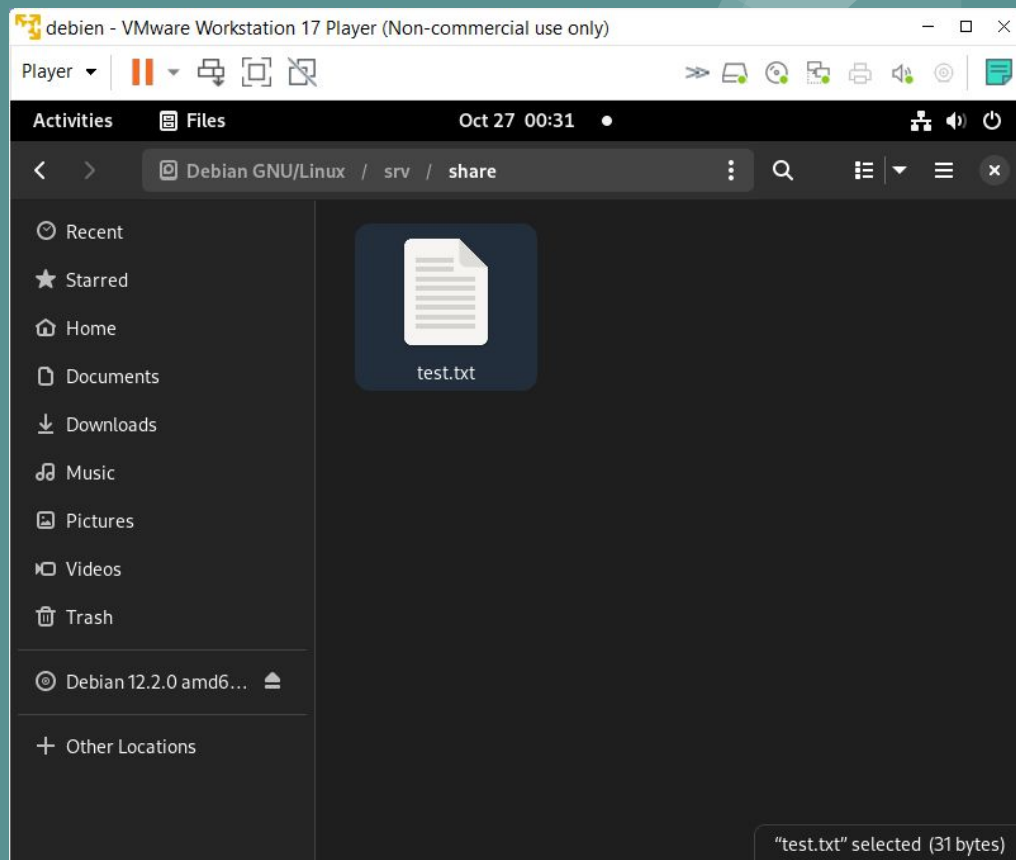 debien - VMware Workstation 17 Player (Non-commercial use only)
Player
Activities Files Oct 27 00:31
Debian GNU/Linux / srv / share
Recent
Starred
Home
Documents
Downloads
Music
Pictures
Videos
Trash
Debian 12.2.0 amd6...
Other Locations
test.txt
"test.txt" selected (31 bytes)